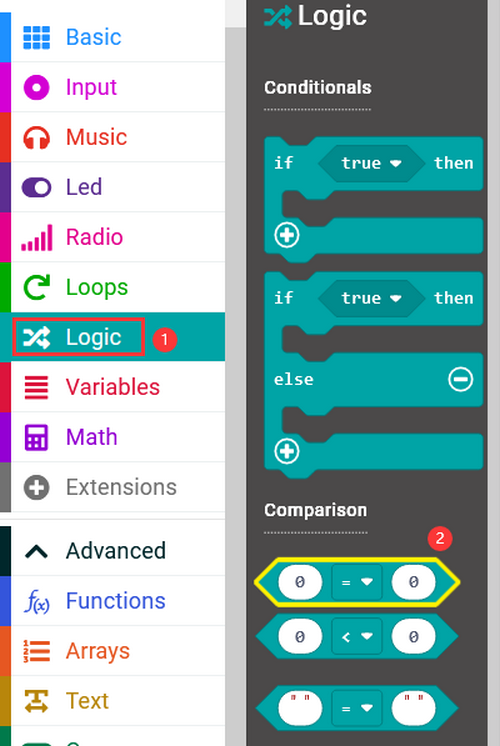 Basic
Input
Music
Led
Radio
Loops
Logic
1
Variables
Math
Extensions
Advanced
f(x) Functions
Arrays
Text
Logic
Conditionals
if true then
if true then
else
Comparison
2
0 = 0
0 < 0
" " = " "